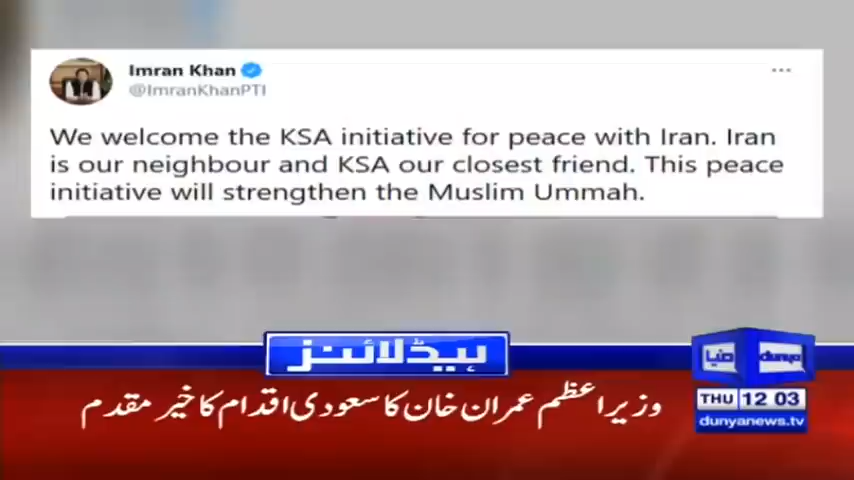 Imran Khan
@ImranKhanPTI
We welcome the KSA initiative for peace with Iran. Iran
is our neighbour and KSA our closest friend. This peace
initiative will strengthen the Muslim Ummah.
ہیڈلائنز
وزیراعظم عمران خان کا سعودی اقدام کا خیر مقدم
دنیا dunya
THU 12 03
dunyanews.tv